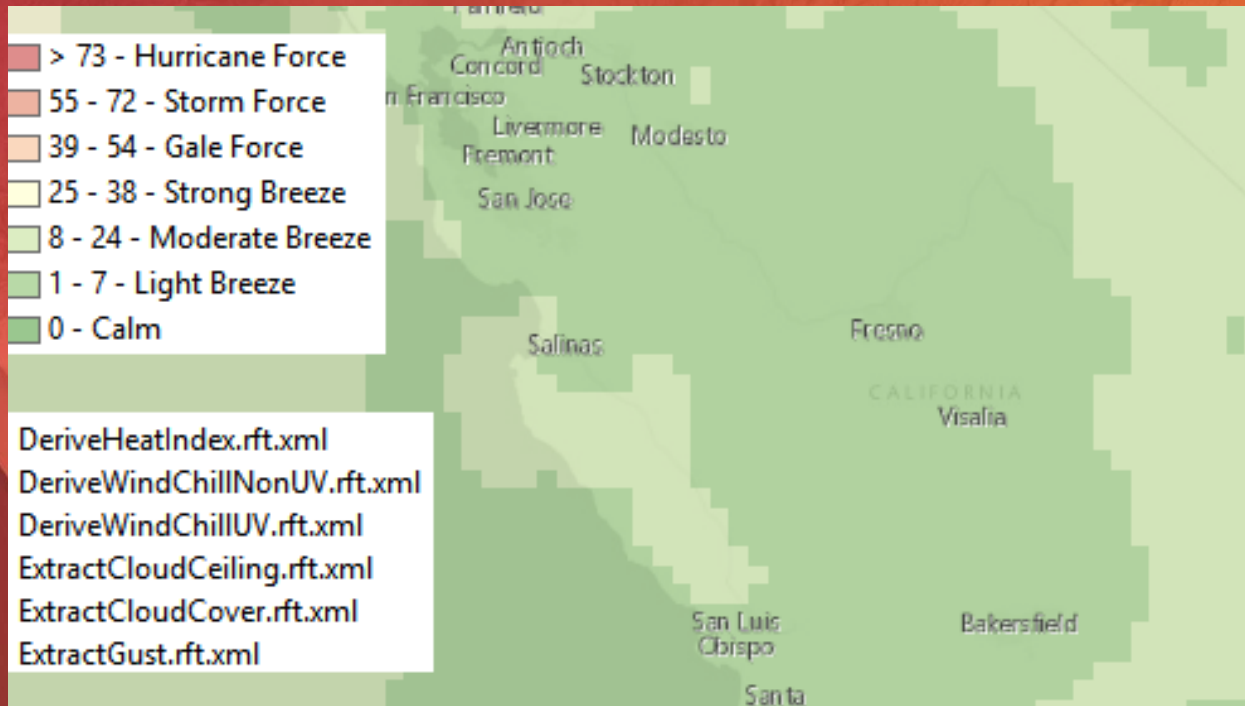 > 73 - Hurricane Force
55 - 72 - Storm Force
39 - 54 - Gale Force
25 - 38 - Strong Breeze
8 - 24 - Moderate Breeze
1 - 7 - Light Breeze
0 - Calm
DeriveHeatIndex.rft.xml
DeriveWindChillNonUV.rft.xml
DeriveWindChillUV.rft.xml
ExtractCloudCeiling.rft.xml
ExtractCloudCover.rft.xml
ExtractGust.rft.xml
Antioch
Concord
Stockton
n Francisco
Livermore
Modesto
Fremont
San Jose
Salinas
Fresno
CALIFORNIA
Visalia
San Luis
Obispo
Bakersfield
Santa